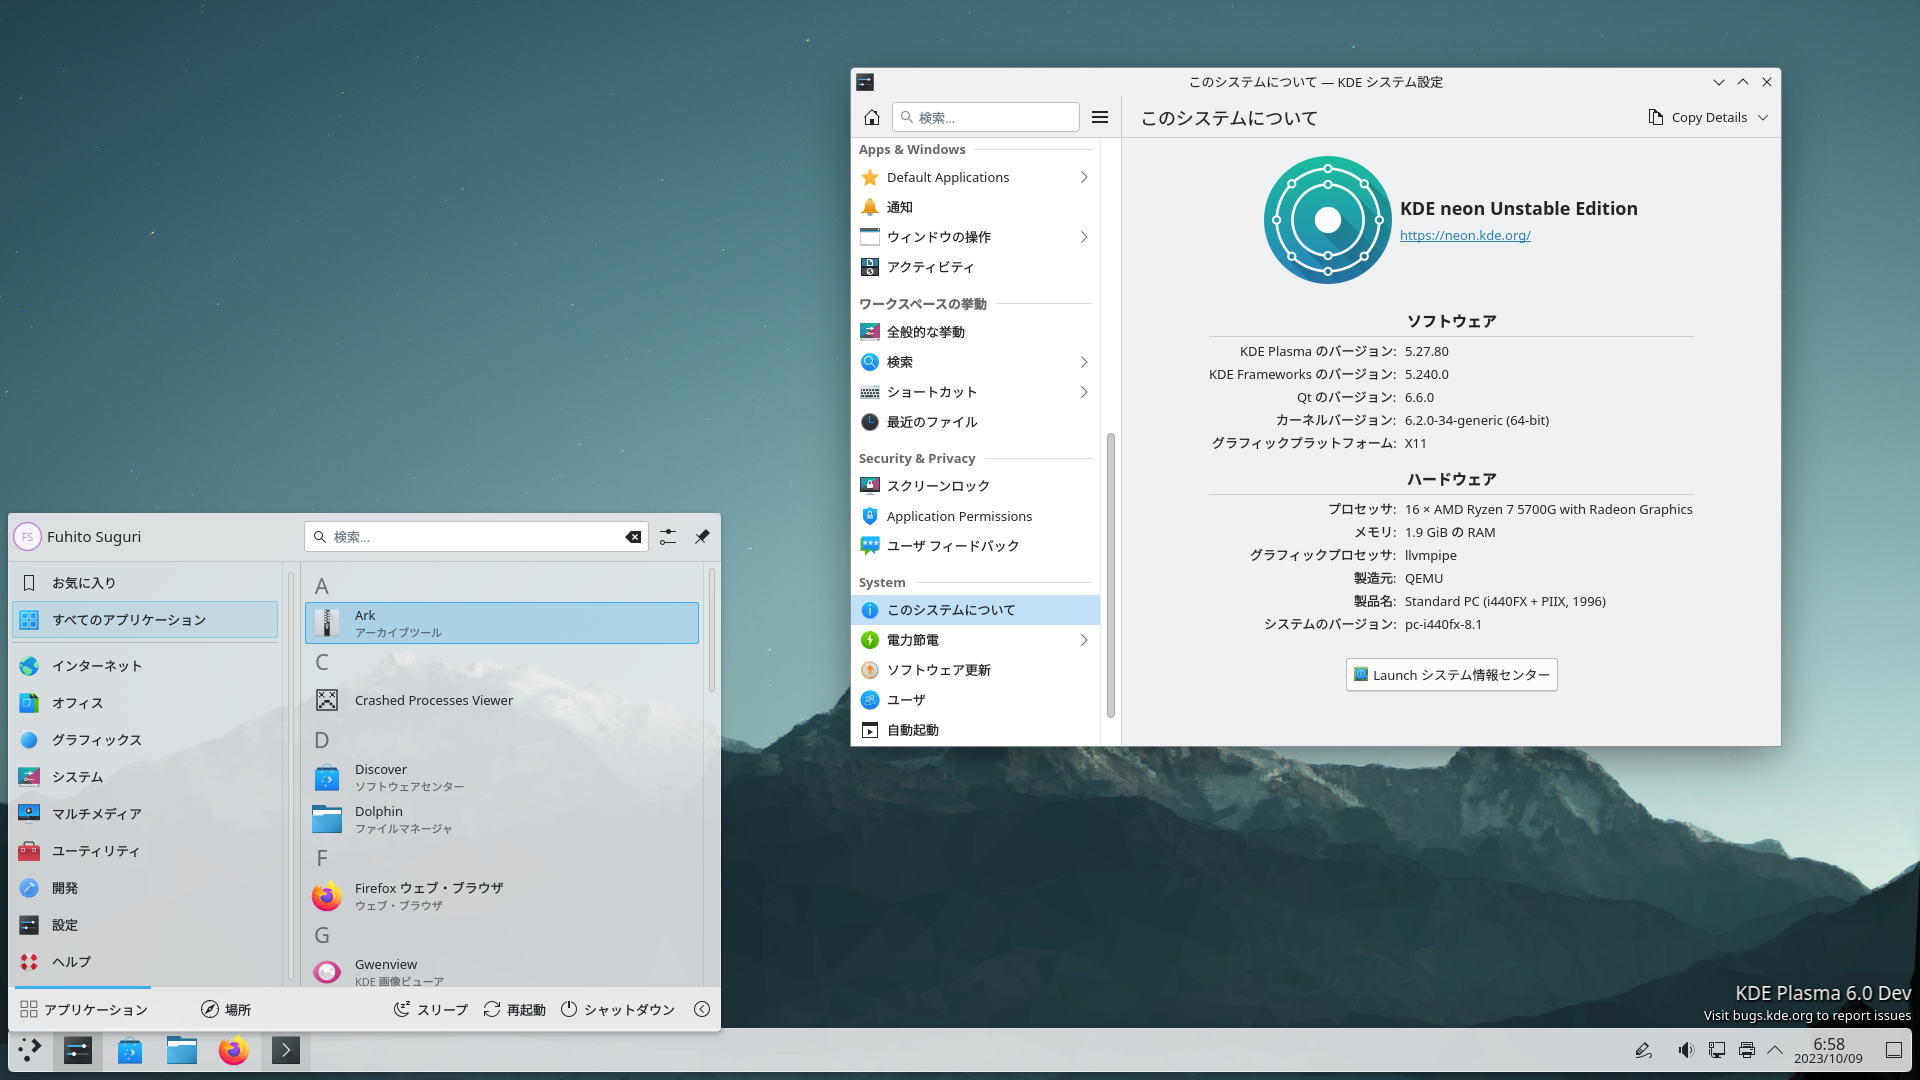 このシステムについて — KDE システム設定
検索...
このシステムについて
Copy Details
Apps & Windows
Default Applications
通知
ウィンドウの操作
アクティビティ
ワークスペースの挙動
全般的な挙動
検索
ショートカット
最近のファイル
Security & Privacy
スクリーンロック
Application Permissions
ユーザ フィードバック
System
このシステムについて
電力節電
ソフトウェア更新
ユーザ
自動起動
KDE neon Unstable Edition
https://neon.kde.org/
ソフトウェア
KDE Plasma のバージョン: 5.27.80
KDE Frameworks のバージョン: 5.240.0
Qt のバージョン: 6.6.0
カーネルバージョン: 6.2.0-34-generic (64-bit)
グラフィックプラットフォーム: X11
ハードウェア
プロセッサ: 16 × AMD Ryzen 7 5700G with Radeon Graphics
メモリ: 1.9 GiB の RAM
グラフィックプロセッサ: llvmpipe
製造元: QEMU
製品名: Standard PC (i440FX + PIIX, 1996)
システムのバージョン: pc-i440fx-8.1
Launch システム情報センター
FS Fuhito Suguri
検索...
お気に入り
すべてのアプリケーション
インターネット
オフィス
グラフィックス
システム
マルチメディア
ユーティリティ
開発
設定
ヘルプ
A
Ark
アーカイブツール
C
Crashed Processes Viewer
D
Discover
ソフトウェアセンター
Dolphin
ファイルマネージャ
F
Firefox ウェブ・ブラウザ
ウェブ・ブラウザ
G
Gwenview
KDE 画像ビューア
アプリケーション
場所
スリープ
再起動
シャットダウン
KDE Plasma 6.0 Dev
Visit bugs.kde.org to report issues
6:58
2023/10/09